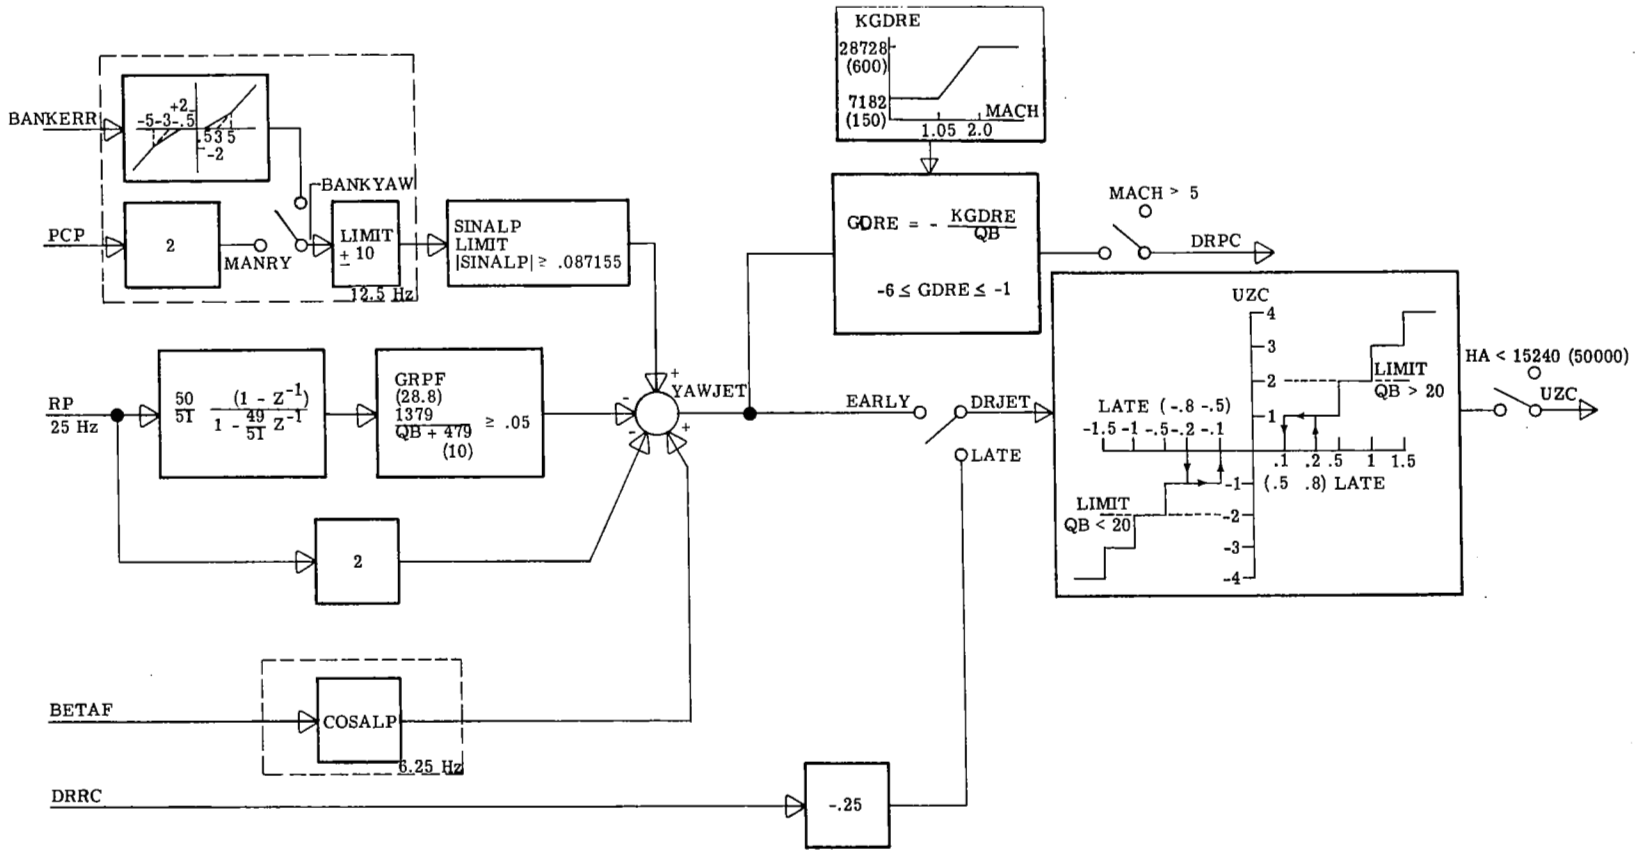 KGDRE
28728
(600)
7182
(150)
MACH
1.05 2.0
BANKERR
+2
-5-3-.5
.5 3 5
-2
BANKYAW
PCP
2
MANRY
LIMIT
± 10
12.5 Hz
SINALP
LIMIT
|SINALP| ≥ .087155
GDRE = - KGDRE
QB
-6 ≤ GDRE ≤ -1
MACH > 5
DRPC
RP
25 Hz
50 (1 - Z⁻¹)
51 1 - 49 Z⁻¹
51
GRPF
(28.8)
1379
QB + 479
(10)
≥ .05
+
-
-
+
YAWJET
EARLY
DRJET
LATE
UZC
4
3
2
1
LIMIT
QB > 20
LATE (-.8 -.5)
-1.5 -1 -.5 -.2 -.1
.1 .2 .5 1 1.5
(.5 .8) LATE
-1
-2
-3
-4
LIMIT
QB < 20
HA < 15240 (50000)
UZC
2
BETAF
COSALP
6.25 Hz
DRRC
-.25